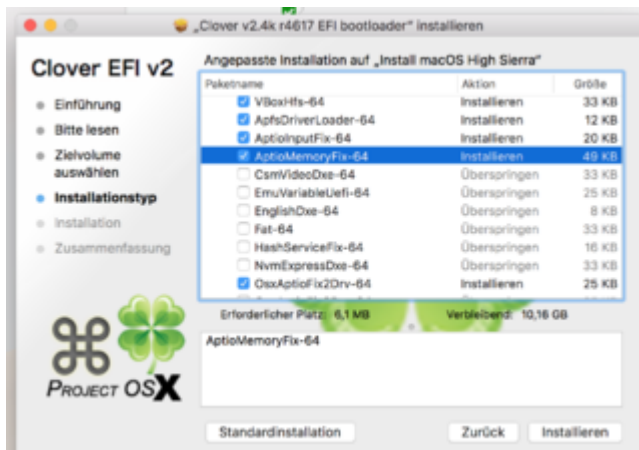 „Clover v2.4k r4617 EFI bootloader“ installieren
Clover EFI v2
Angepasste Installation auf „Install macOS High Sierra“
Einführung
Bitte lesen
Zielvolume
auswählen
Installationstyp
Installation
Zusammenfassung
Paketname Aktion Größe
VBoxHfs-64 Installieren 33 KB
ApfsDriverLoader-64 Installieren 12 KB
AptioInputFix-64 Installieren 20 KB
AptioMemoryFix-64 Installieren 49 KB
CsmVideoDxe-64 Überspringen 33 KB
EmuVariableUefi-64 Überspringen 25 KB
EnglishDxe-64 Überspringen 8 KB
Fat-64 Überspringen 33 KB
HashServiceFix-64 Überspringen 16 KB
NvmExpressDxe-64 Überspringen 33 KB
OsxAptioFix2Drv-64 Installieren 25 KB
Erforderlicher Platz: 6,1 MB Verbleibend: 10,16 GB
AptioMemoryFix-64
PROJECT OSX
Standardinstallation Zurück Installieren